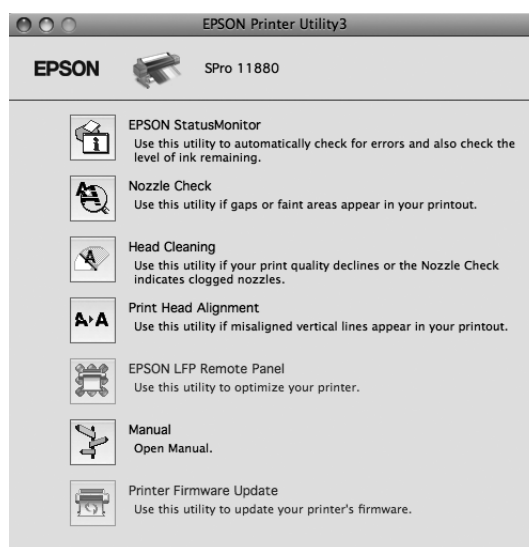 EPSON Printer Utility3
EPSON SPro 11880
EPSON StatusMonitor
Use this utility to automatically check for errors and also check the
level of ink remaining.
Nozzle Check
Use this utility if gaps or faint areas appear in your printout.
Head Cleaning
Use this utility if your print quality declines or the Nozzle Check
indicates clogged nozzles.
Print Head Alignment
Use this utility if misaligned vertical lines appear in your printout.
EPSON LFP Remote Panel
Use this utility to optimize your printer.
Manual
Open Manual.
Printer Firmware Update
Use this utility to update your printer's firmware.